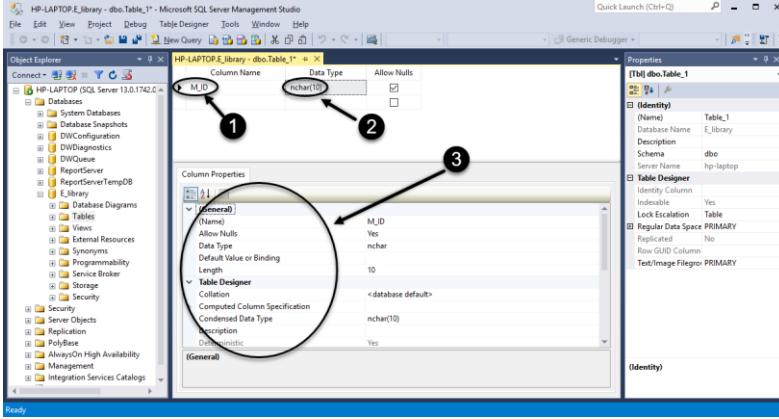 HP-LAPTOP.E_library - dbo.Table_1* - Microsoft SQL Server Management Studio
Quick Launch (Ctrl+Q)
File Edit View Project Debug Table Designer Tools Window Help
New Query
Generic Debugger
Object Explorer
Connect
HP-LAPTOP (SQL Server 13.0.1742.0
Databases
System Databases
Database Snapshots
DWConfiguration
DWDiagnostics
DWQueue
ReportServer
ReportServerTempDB
E_library
Database Diagrams
Tables
Views
External Resources
Synonyms
Programmability
Service Broker
Storage
Security
Security
Server Objects
Replication
PolyBase
AlwaysOn High Availability
Management
Integration Services Catalogs
HP-LAPTOP.E_library - dbo.Table_1*
Column Name Data Type Allow Nulls
M_ID nchar(10)
1 2
3
Column Properties
(General)
(Name) M_ID
Allow Nulls Yes
Data Type nchar
Default Value or Binding
Length 10
Table Designer
Collation <database default>
Computed Column Specification
Condensed Data Type nchar(10)
Description
Deterministic Yes
(General)
Properties
[Tbl] dbo.Table_1
(Identity)
(Name) Table_1
Database Name E_library
Description
Schema dbo
Server Name hp-laptop
Table Designer
Identity Column
Indexable Yes
Lock Escalation Table
Regular Data Space PRIMARY
Replicated No
Row GUID Column
Text/Image Filegro PRIMARY
(Identity)
Ready